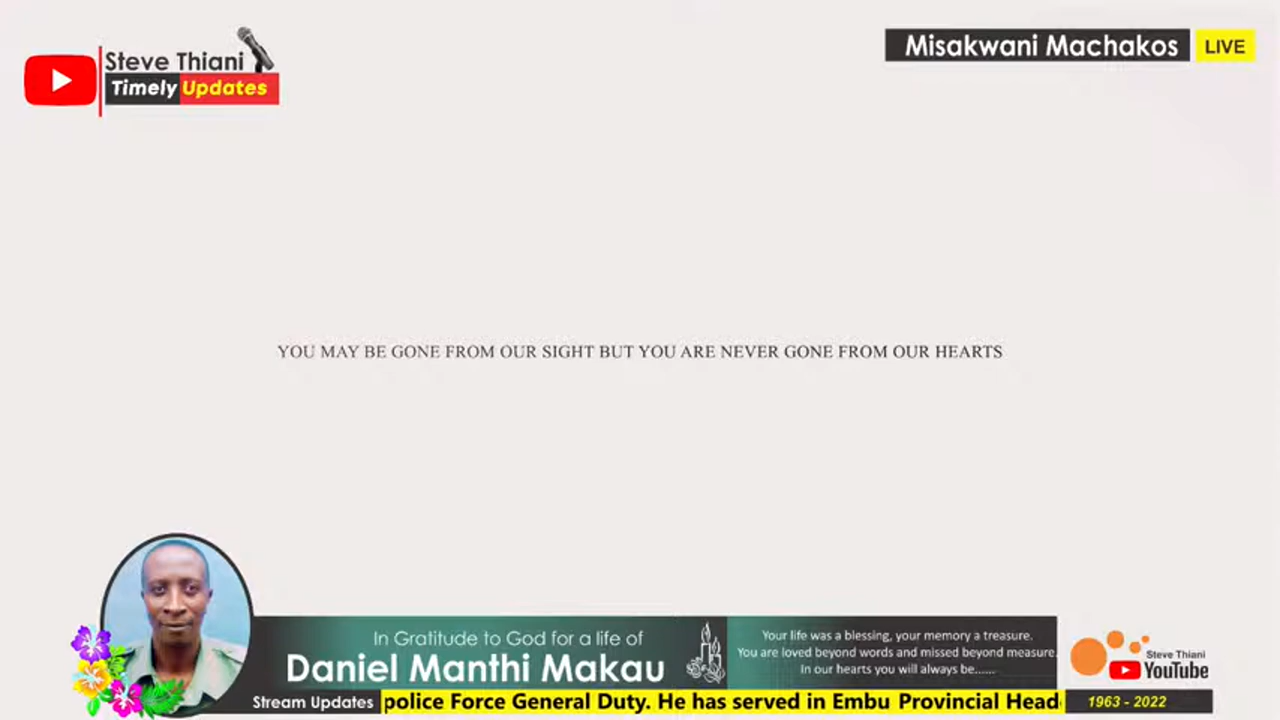 Steve Thiani
Timely Updates
Misakwani Machakos
LIVE
YOU MAY BE GONE FROM OUR SIGHT BUT YOU ARE NEVER GONE FROM OUR HEARTS
In Gratitude to God for a life of
Daniel Manthi Makau
Your life was a blessing, your memory a treasure.
You are loved beyond words and missed beyond measure.
In our hearts you will always be......
Steve Thiani
YouTube
Stream Updates
police Force General Duty. He has served in Embu Provincial Head
1963 - 2022